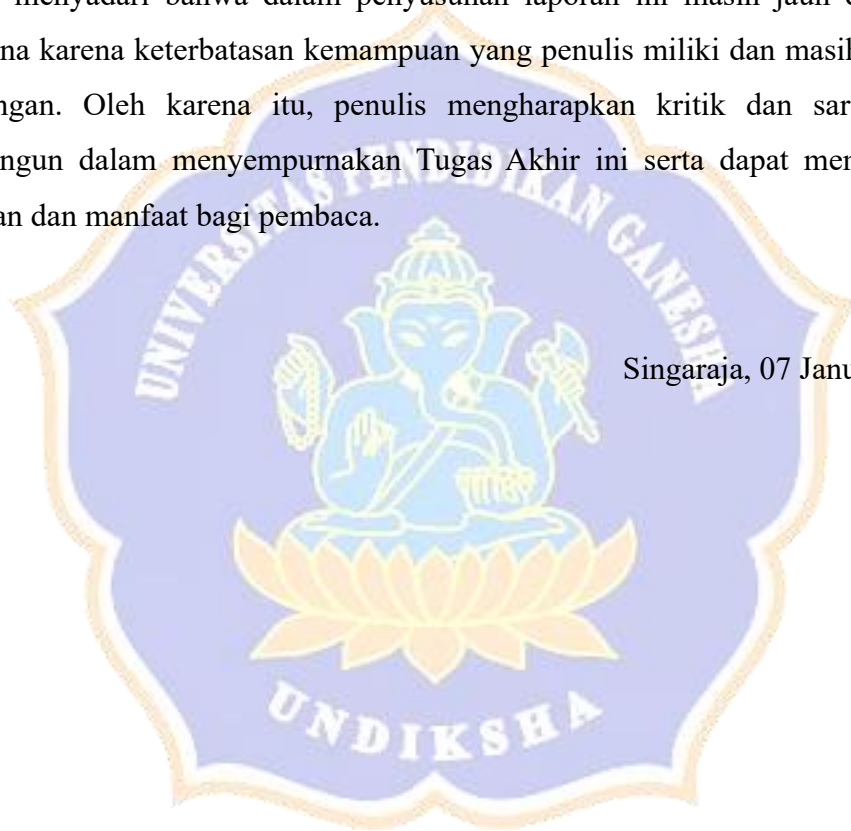 menyadari bahwa dalam penyusunan laporan ini masih jauh
na karena keterbatasan kemampuan yang penulis miliki dan masih
ngan. Oleh karena itu, penulis mengharapkan kritik dan sar
ngun dalam menyempurnakan Tugas Akhir ini serta dapat men
an dan manfaat bagi pembaca.
UNIVERSITAS PENDIDIKAN GANESHA
Singaraja, 07 Janu
UNDIKSHA